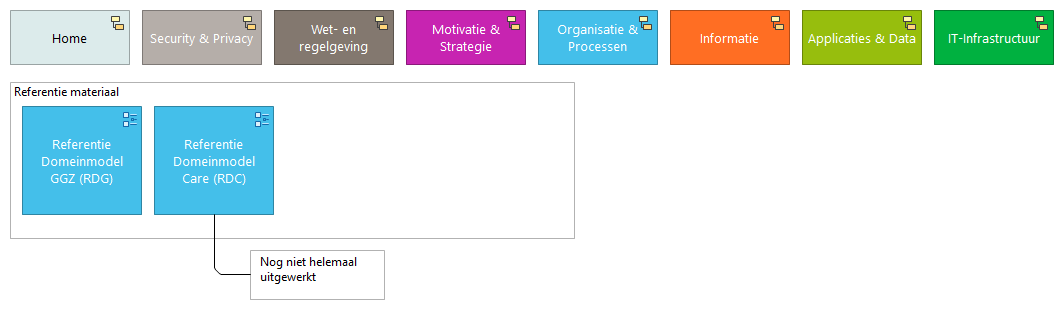 Home
Security & Privacy
Wet- en
regelgeving
Motivatie &
Strategie
Organisatie &
Processen
Informatie
Applicaties & Data
IT-Infrastructuur
Referentie materiaal
Referentie
Domeinmodel
GGZ (RDG)
Referentie
Domeinmodel
Care (RDC)
Nog niet helemaal
uitgewerkt